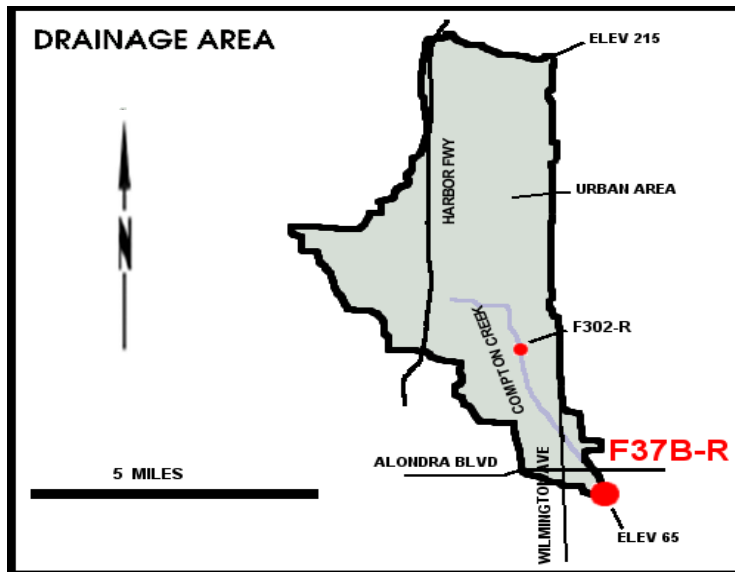 DRAINAGE AREA
ELEV 215
HARBOR FWY
URBAN AREA
N
F302-R
COMPTON CREEK
F37B-R
ALONDRA BLVD
5 MILES
WILMINGTON AVE
ELEV 65